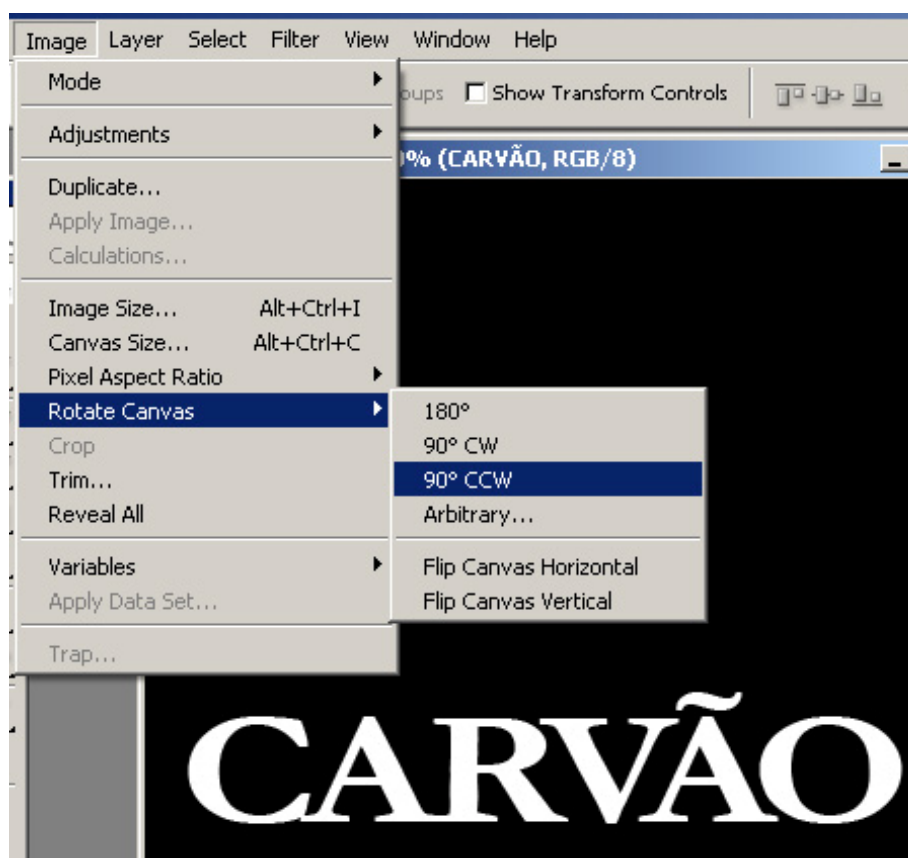 Image Layer Select Filter View Window Help
Mode
Show Transform Controls
Adjustments
% (CARVÃO, RGB/8)
Duplicate...
Apply Image...
Calculations...
Image Size... Alt+Ctrl+I
Canvas Size... Alt+Ctrl+C
Pixel Aspect Ratio
Rotate Canvas
180°
Crop
90° CW
Trim...
90° CCW
Reveal All
Arbitrary...
Variables
Flip Canvas Horizontal
Apply Data Set...
Flip Canvas Vertical
Trap...
CARVÃO